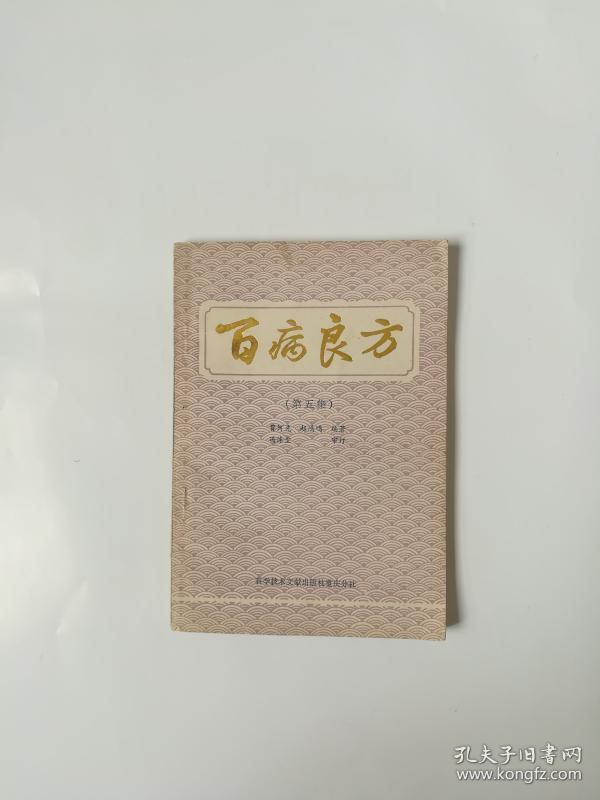 百病良方
(第五集)
编著
审订
科学技术文献出版社重庆分社
孔夫子旧书网
www.kongfz.com